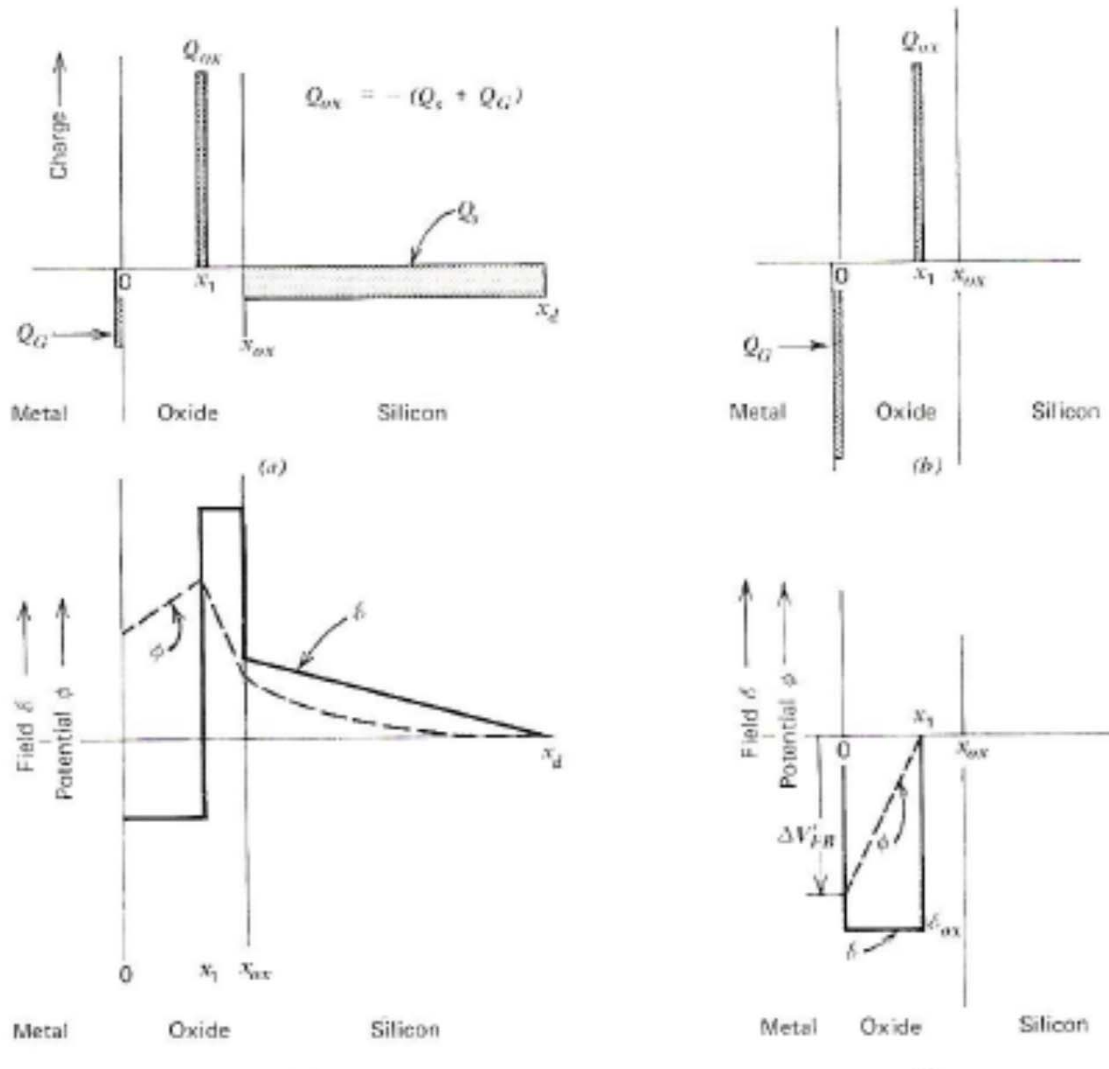 Charge
Q_ox
Q_ox = − (Q_s + Q_G)
Q_s
0
x_1
x_d
Q_G
x_ox
Metal
Oxide
Silicon
(a)
Q_ox
0
x_1
x_ox
Q_G
Metal
Oxide
Silicon
(b)
Field ℰ
Potential ϕ
ϕ
ℰ
x_d
0
x_1
x_ox
Metal
Oxide
Silicon
Field ℰ
Potential ϕ
x_1
0
x_ox
ΔV'_FB
ϕ
ℰ_ox
ℰ
Metal
Oxide
Silicon